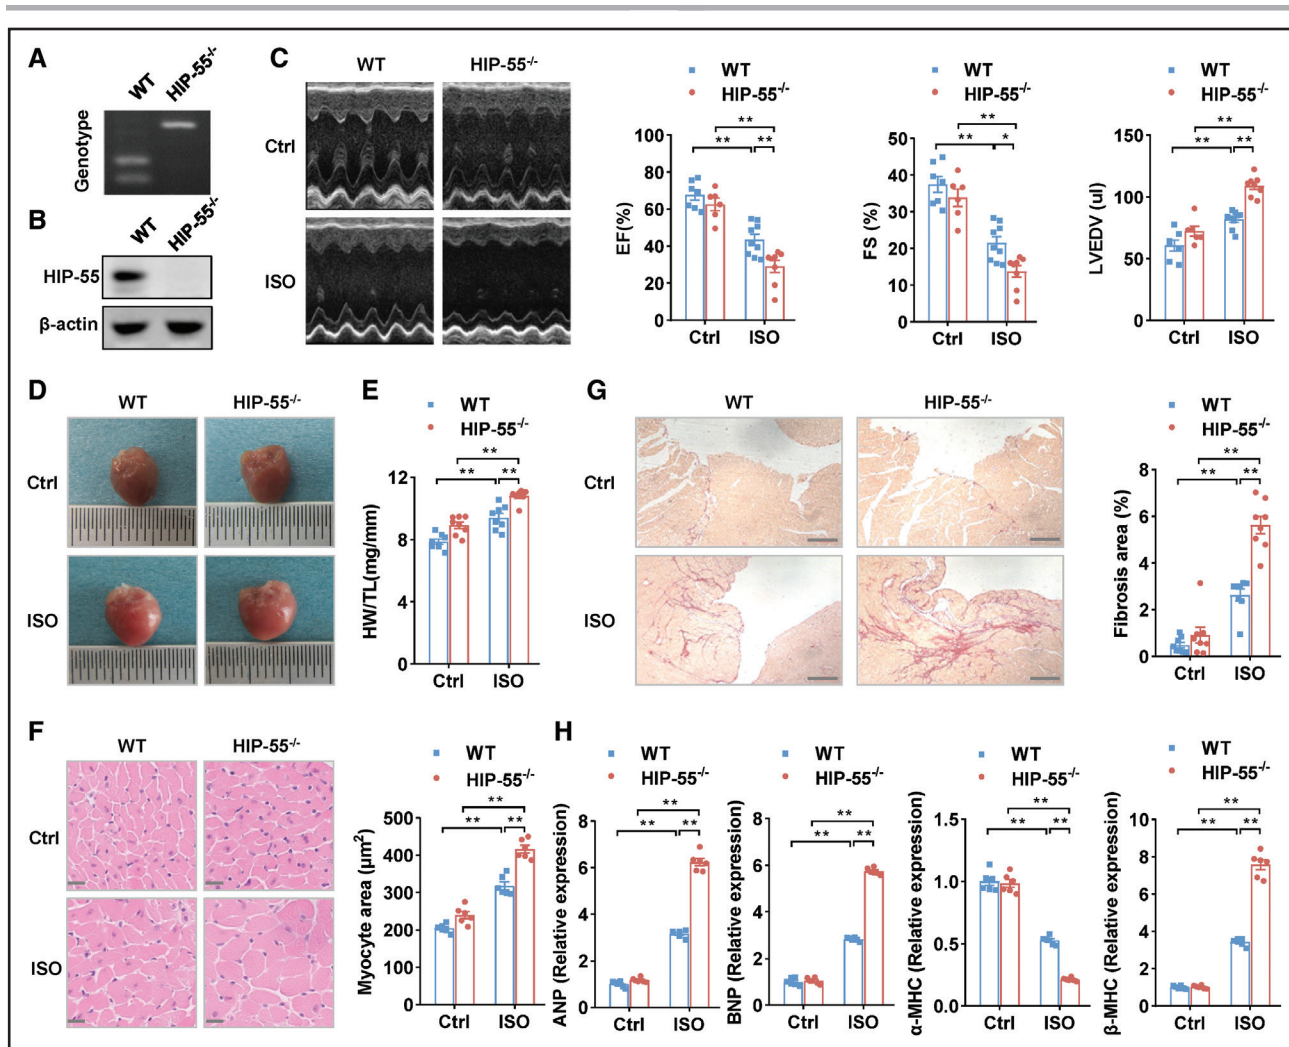 A
WT
HIP-55-/-
Genotype
B
WT
HIP-55-/-
HIP-55
β-actin
C
WT
HIP-55-/-
Ctrl
ISO
WT
HIP-55-/-
**
** **
EF(%)
100
80
60
40
20
0
Ctrl ISO
WT
HIP-55-/-
**
** *
FS (%)
50
40
30
20
10
0
Ctrl ISO
WT
HIP-55-/-
**
** **
LVEDV (ul)
150
100
50
0
Ctrl ISO
D
WT
HIP-55-/-
Ctrl
ISO
E
WT
HIP-55-/-
**
** **
HW/TL(mg/mm)
12
8
4
0
Ctrl ISO
G
WT
HIP-55-/-
Ctrl
ISO
WT
HIP-55-/-
**
** **
Fibrosis area (%)
8
6
4
2
0
Ctrl ISO
F
WT
HIP-55-/-
Ctrl
ISO
WT
HIP-55-/-
**
** **
Myocyte area (μm2)
500
400
300
200
100
0
Ctrl ISO
H
WT
HIP-55-/-
**
** **
ANP (Relative expression)
8
6
4
2
0
Ctrl ISO
WT
HIP-55-/-
**
** **
BNP (Relative expression)
8
6
4
2
0
Ctrl ISO
WT
HIP-55-/-
**
** **
α-MHC (Relative expression)
1.5
1.0
0.5
0.0
Ctrl ISO
WT
HIP-55-/-
**
** **
β-MHC (Relative expression)
10
8
6
4
2
0
Ctrl ISO